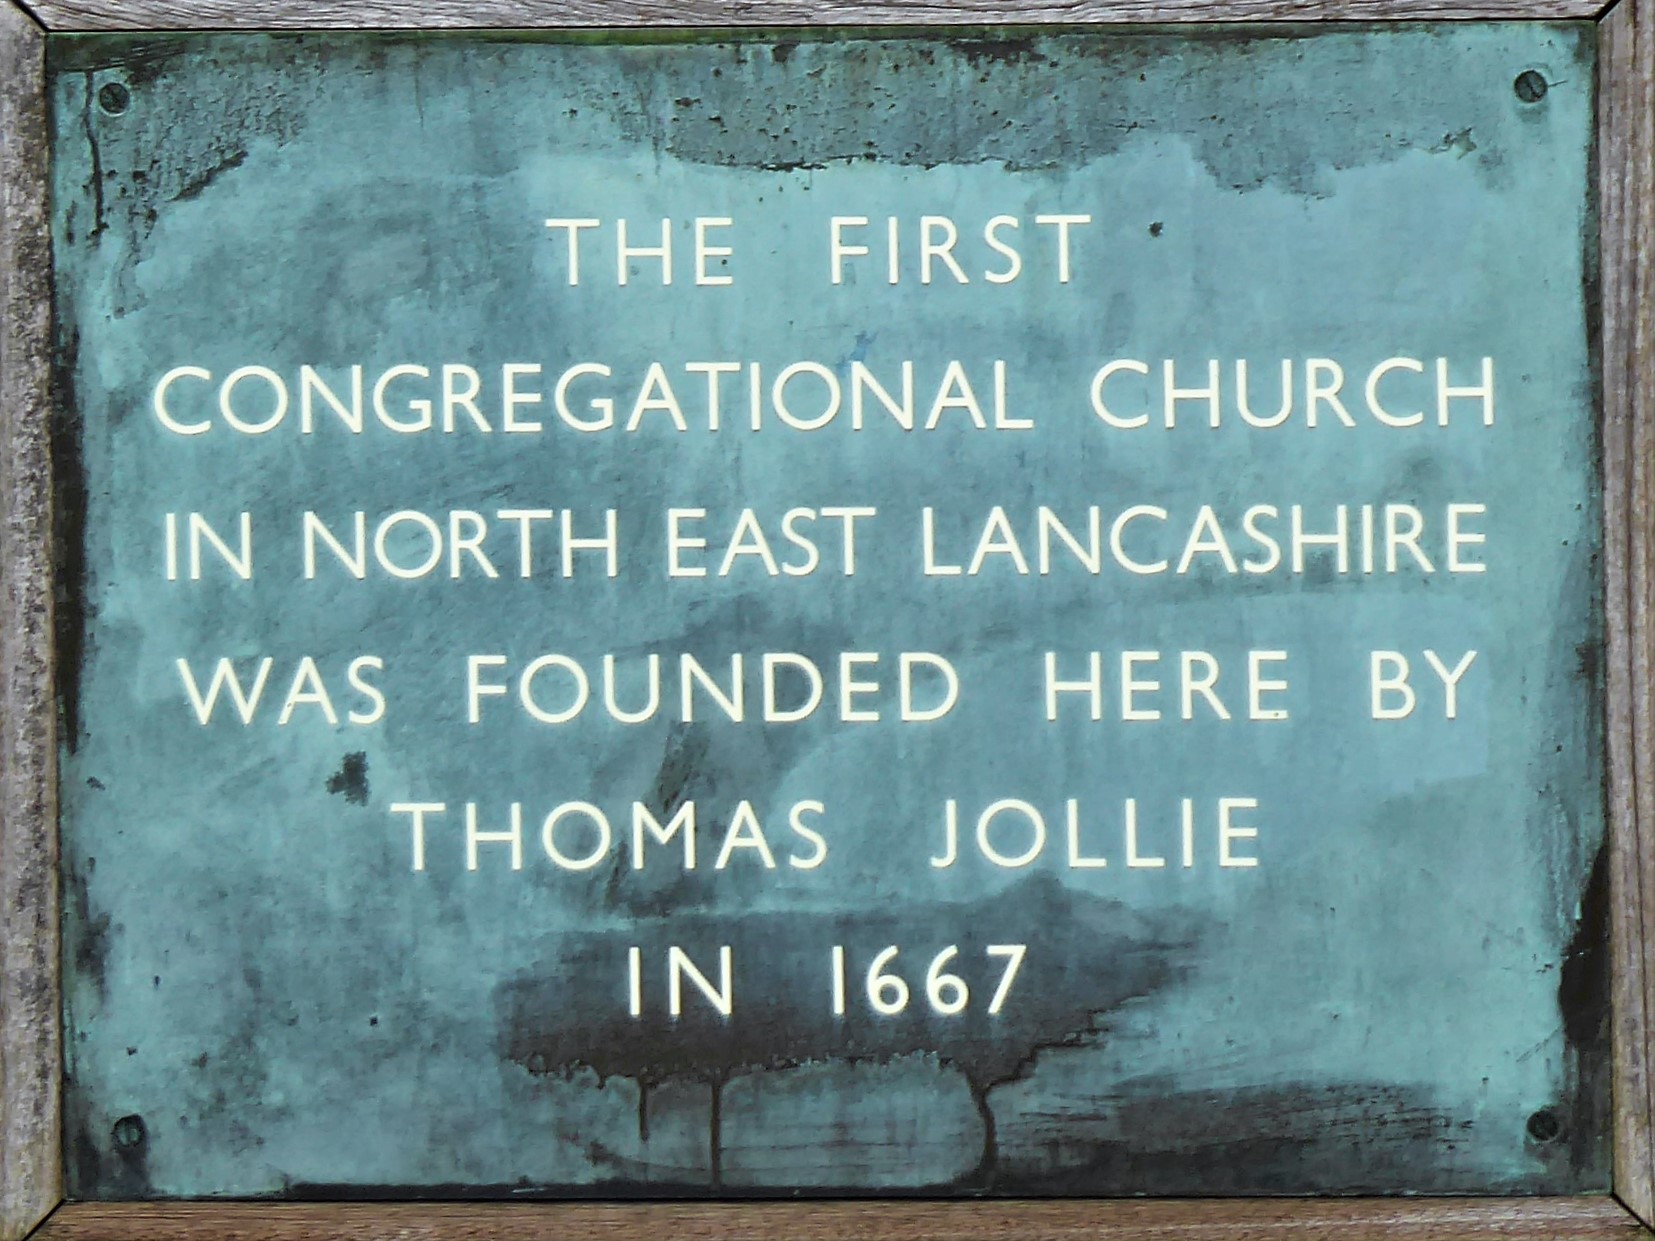 THE FIRST
CONGREGATIONAL CHURCH
IN NORTH EAST LANCASHIRE
WAS FOUNDED HERE BY
THOMAS JOLLIE
IN 1667